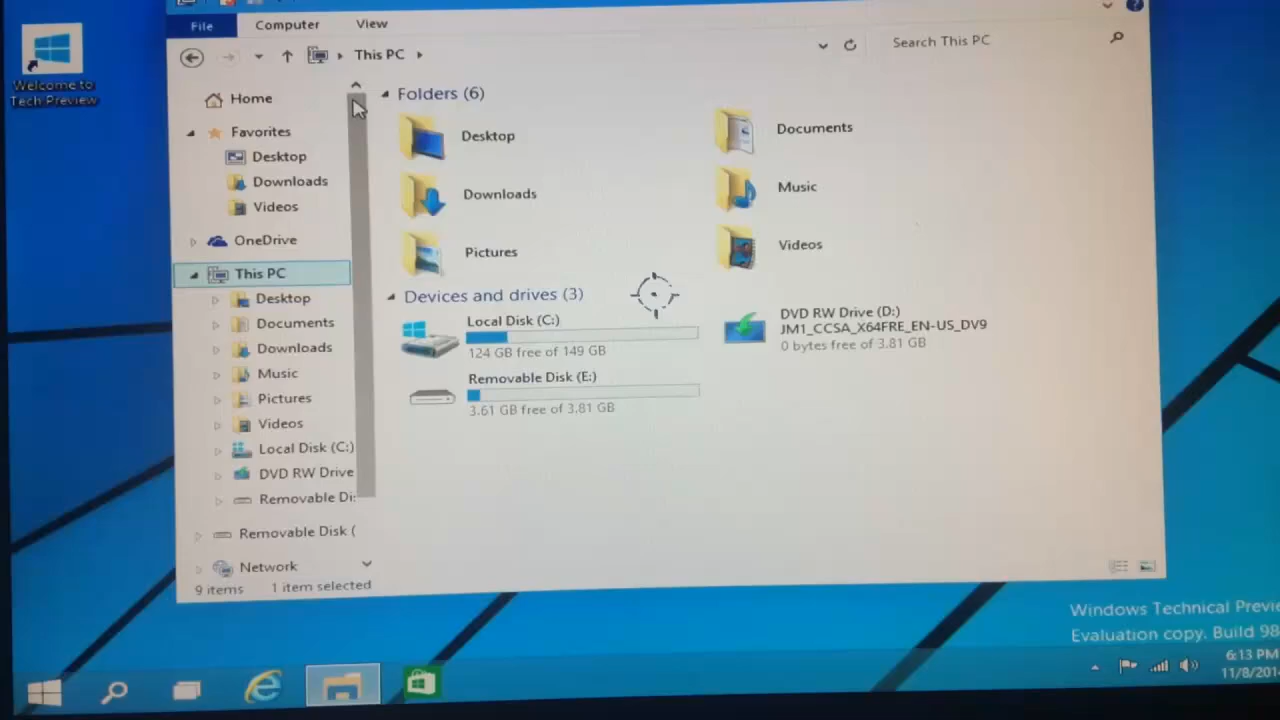 File Computer View
This PC
Search This PC
Welcome to
Tech Preview
Home
Favorites
Desktop
Downloads
Videos
OneDrive
This PC
Desktop
Documents
Downloads
Music
Pictures
Videos
Local Disk (C:)
DVD RW Drive
Removable Di
Removable Disk (
Network
9 items 1 item selected
Folders (6)
Desktop
Documents
Downloads
Music
Pictures
Videos
Devices and drives (3)
Local Disk (C:)
124 GB free of 149 GB
DVD RW Drive (D:)
JM1_CCSA_X64FRE_EN-US_DV9
0 bytes free of 3.81 GB
Removable Disk (E:)
3.61 GB free of 3.81 GB
Windows Technical Previe
Evaluation copy. Build 98
6:13 PM
11/8/201